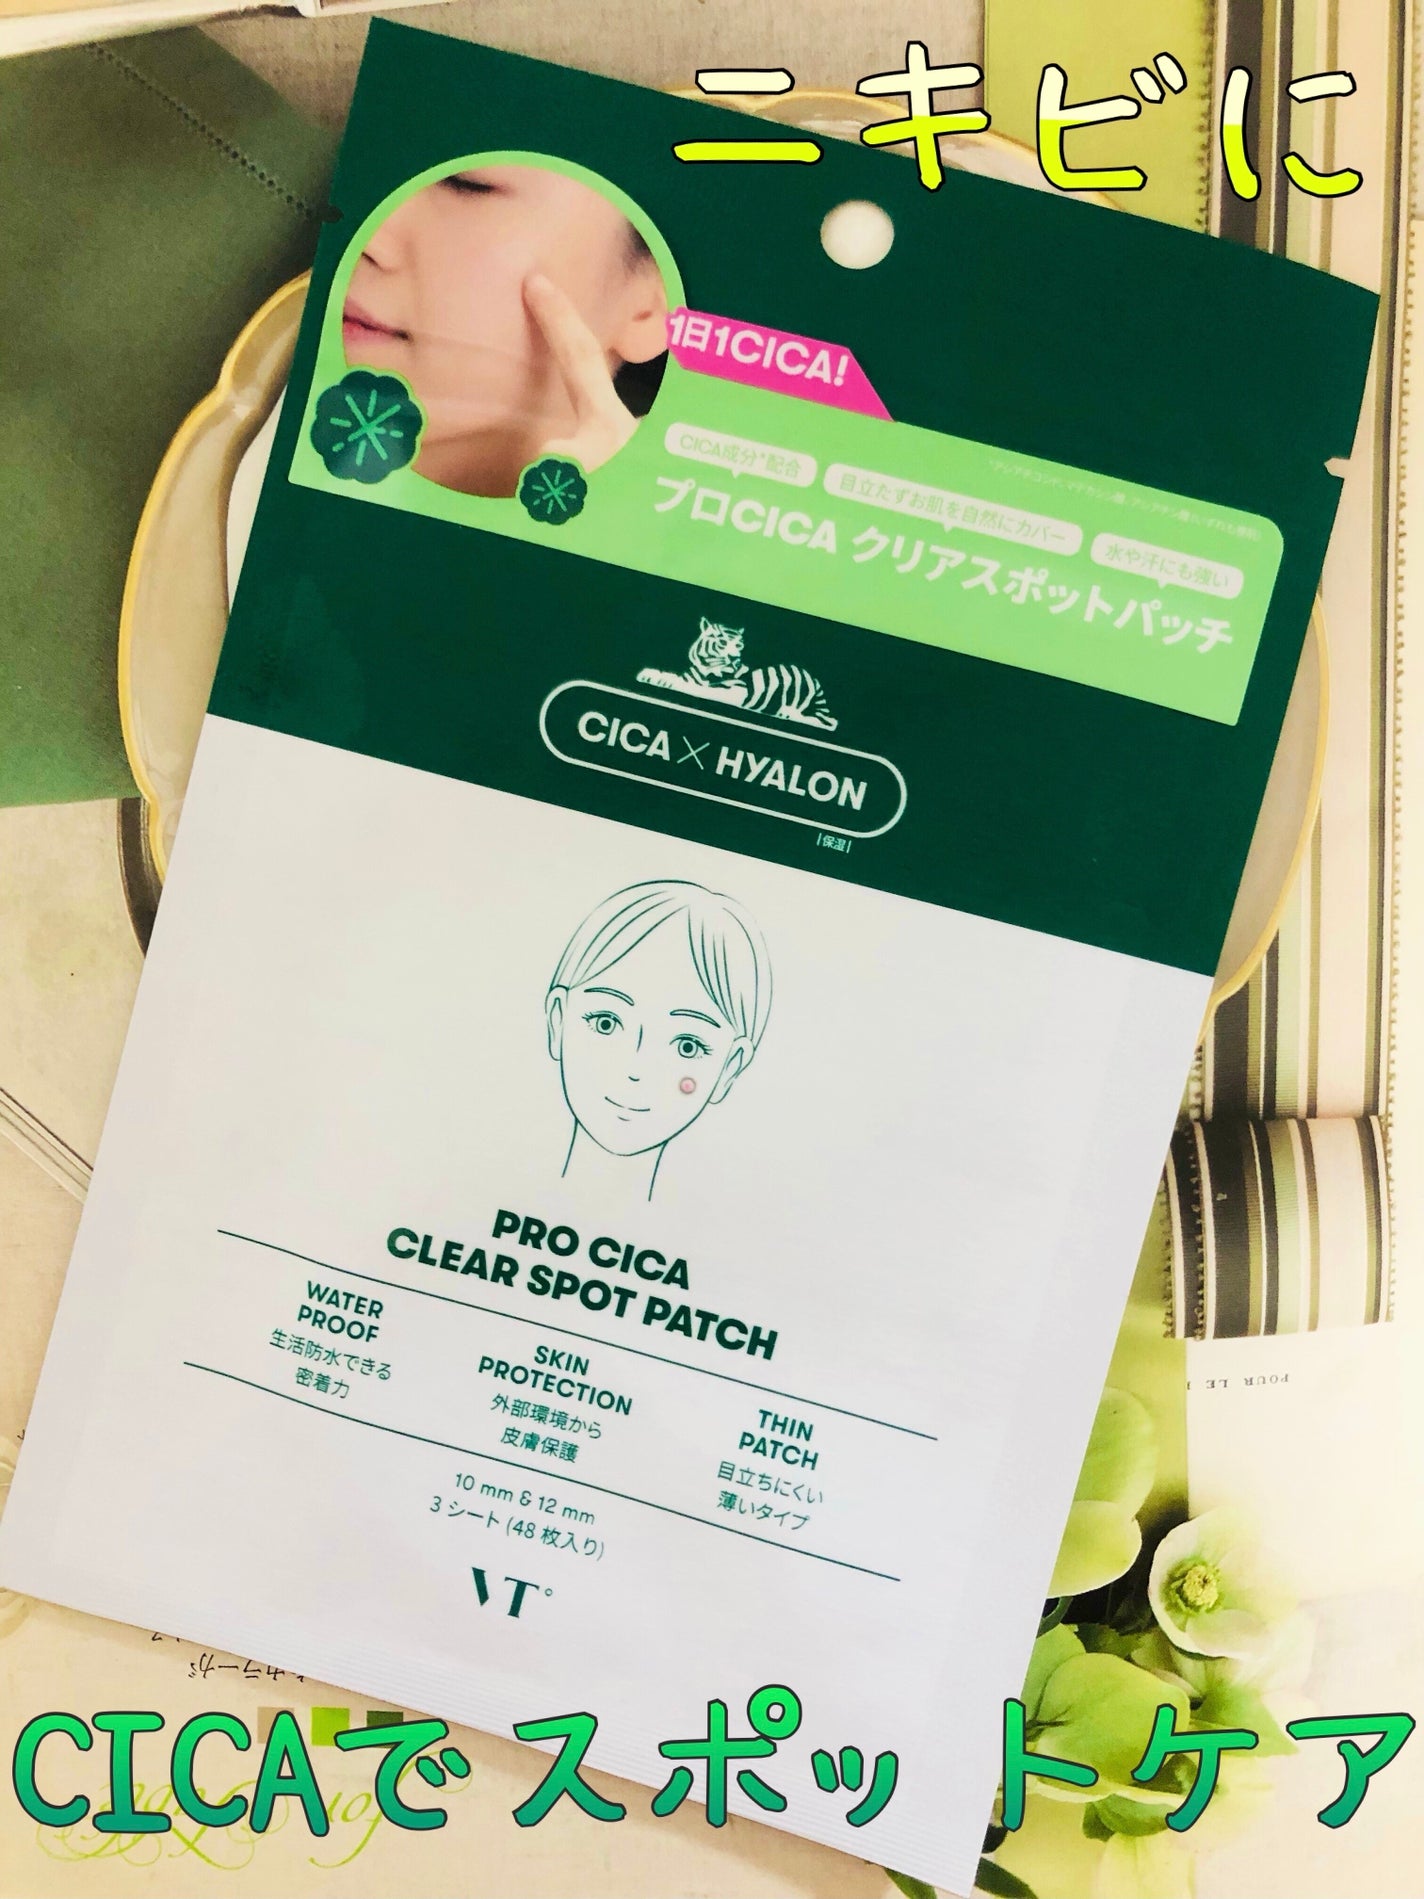 ニキビに
1日1CICA!
CICA成分*配合
目立たずお肌を自然にカバー
水や汗にも強い
プロCICA クリアスポットパッチ
CICA×HYALON
|保湿|
PRO CICA
CLEAR SPOT PATCH
WATER
PROOF
生活防水できる
密着力
SKIN
PROTECTION
外部環境から
皮膚保護
THIN
PATCH
目立ちにくい
薄いタイプ
10 mm & 12 mm
3 シート (48 枚入り)
VT
POUR LE
CICAでスポットケア